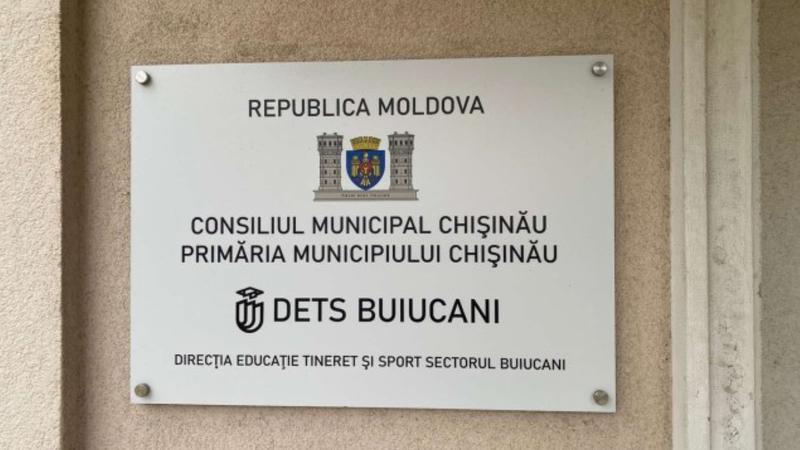 REPUBLICA MOLDOVA
CONSILIUL MUNICIPAL CHIŞINĂU
PRIMĂRIA MUNICIPIULUI CHIŞINĂU
DETS BUIUCANI
DIRECŢIA EDUCAŢIE TINERET ŞI SPORT SECTORUL BUIUCANI